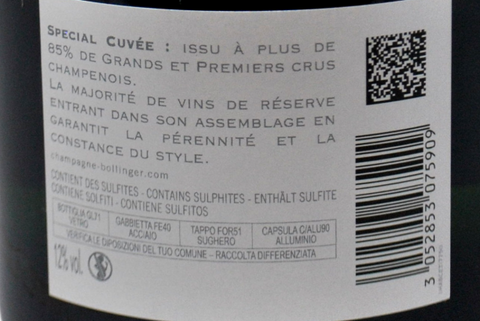 SPECIAL CUVÉE : ISSU À PLUS DE
85% DE GRANDS ET PREMIERS CRUS
CHAMPENOIS.
LA MAJORITÉ DE VINS DE RÉSERVE
ENTRANT DANS SON ASSEMBLAGE EN
GARANTIT LA PÉRENNITÉ ET LA
CONSTANCE DU STYLE.
champagne-bollinger.com
CONTIENT DES SULFITES - CONTAINS SULPHITES - ENTHÄLT SULFITE
CONTIENE SOLFITI - CONTIENE SULFITOS
BOTTIGLIA GL71 GABBIETTA FE40 TAPPO FOR51 CAPSULA C/ALU90
VETRO ACCIAIO SUGHERO ALLUMINIO
VERIFICA LE DISPOSIZIONI DEL TUO COMUNE - RACCOLTA DIFFERENZIATA
12% vol.
3 052853 075909